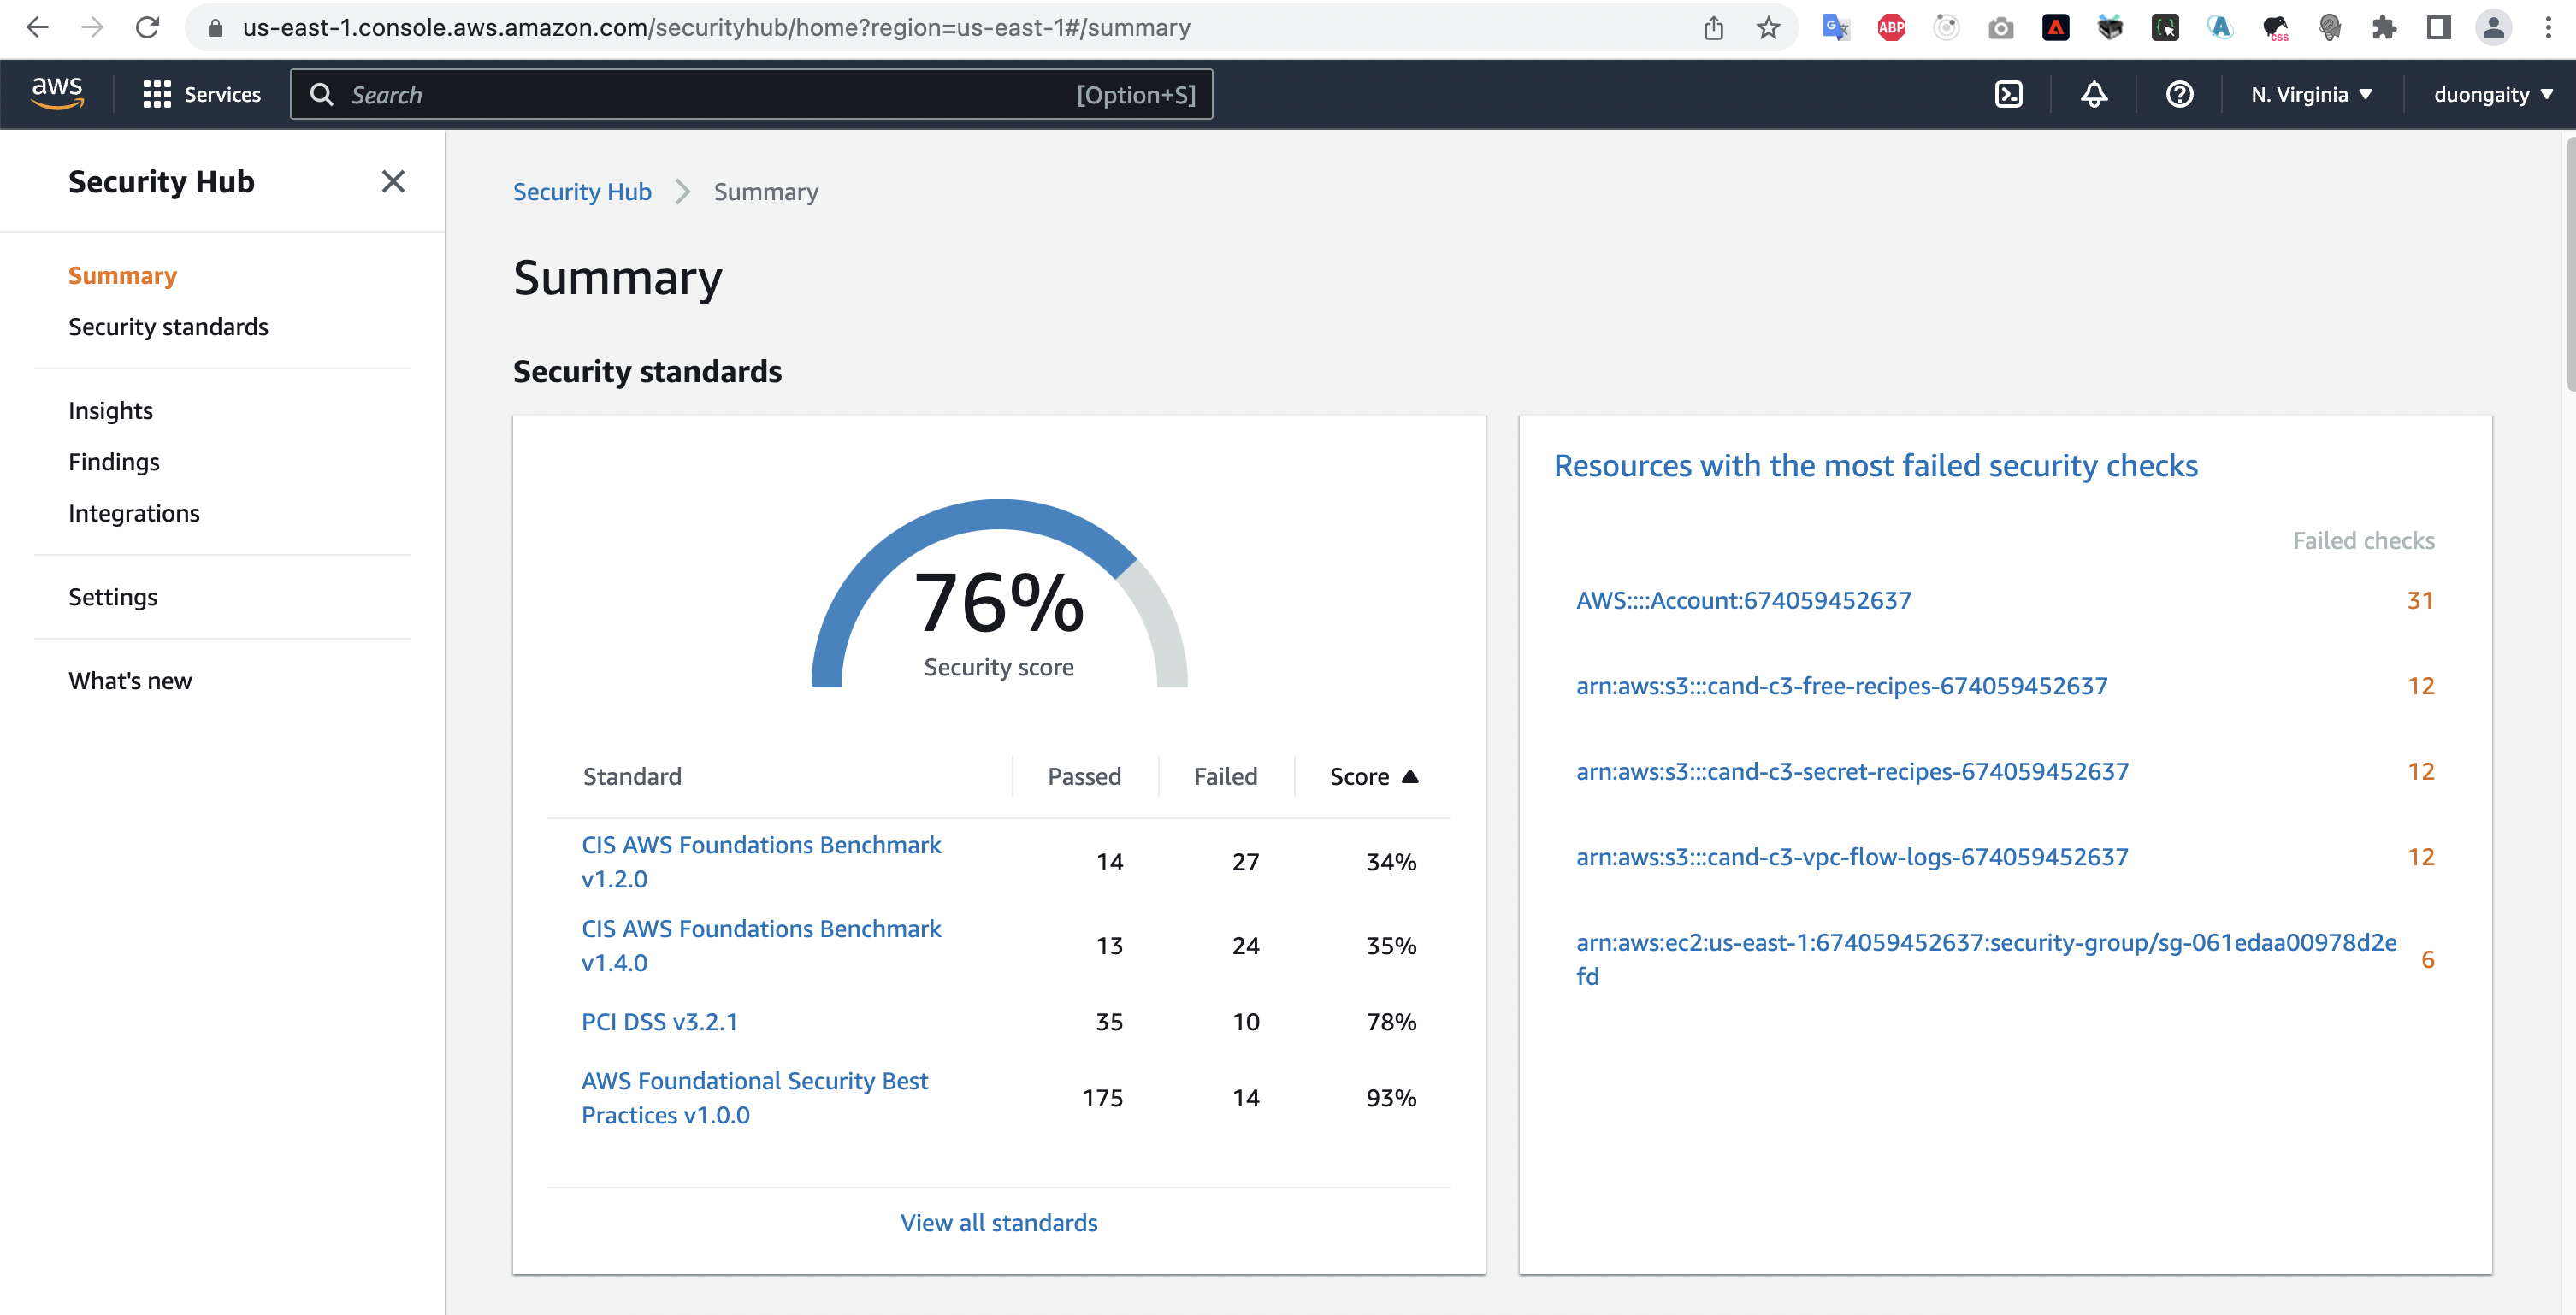 us-east-1.console.aws.amazon.com/securityhub/home?region=us-east-1#/summary
ABP
css
aws
Services
Search
[Option+S]
N. Virginia
duongaity
Security Hub
Summary
Security standards
Insights
Findings
Integrations
Settings
What's new
Security Hub
Summary
Summary
Security standards
76%
Security score
Standard Passed Failed Score
CIS AWS Foundations Benchmark
v1.2.0
14 27 34%
CIS AWS Foundations Benchmark
v1.4.0
13 24 35%
PCI DSS v3.2.1 35 10 78%
AWS Foundational Security Best
Practices v1.0.0
175 14 93%
View all standards
Resources with the most failed security checks
Failed checks
AWS::::Account:674059452637 31
arn:aws:s3:::cand-c3-free-recipes-674059452637 12
arn:aws:s3:::cand-c3-secret-recipes-674059452637 12
arn:aws:s3:::cand-c3-vpc-flow-logs-674059452637 12
arn:aws:ec2:us-east-1:674059452637:security-group/sg-061edaa00978d2e
fd
6